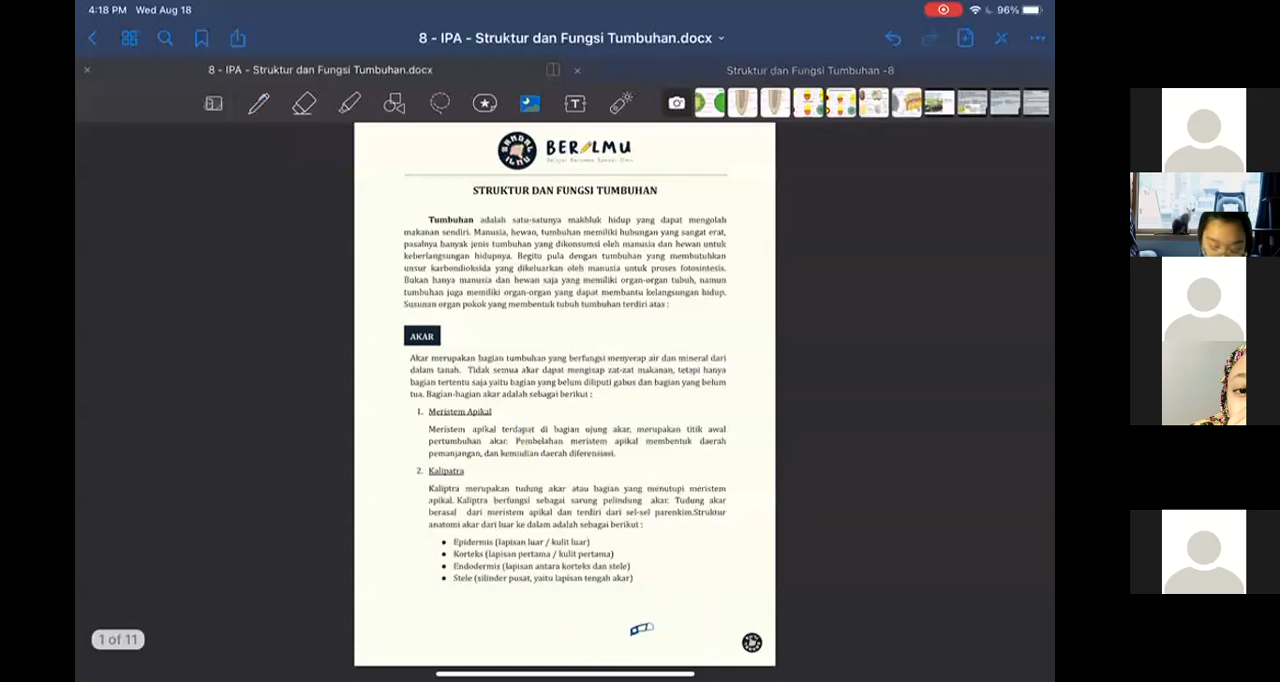 4:18 PM Wed Aug 18
96%
8 - IPA - Struktur dan Fungsi Tumbuhan.docx
8 - IPA - Struktur dan Fungsi Tumbuhan.docx
Struktur dan Fungsi Tumbuhan -8
SANDAL ILMU
BERILMU
Belajar Bersama Sandal Ilmu
STRUKTUR DAN FUNGSI TUMBUHAN
Tumbuhan adalah satu-satunya makhluk hidup yang dapat mengolah
makanan sendiri. Manusia, hewan, tumbuhan memiliki hubungan yang sangat erat,
pasalnya banyak jenis tumbuhan yang dikonsumsi oleh manusia dan hewan untuk
keberlangsungan hidupnya. Begitu pula dengan tumbuhan yang membutuhkan
unsur karbondioksida yang dikeluarkan oleh manusia untuk proses fotosintesis.
Bukan hanya manusia dan hewan saja yang memiliki organ-organ tubuh, namun
tumbuhan juga memiliki organ-organ yang dapat membantu kelangsungan hidup.
Susunan organ pokok yang membentuk tubuh tumbuhan terdiri atas :
AKAR
Akar merupakan bagian tumbuhan yang berfungsi menyerap air dan mineral dari
dalam tanah. Tidak semua akar dapat mengisap zat-zat makanan, tetapi hanya
bagian tertentu saja yaitu bagian yang belum diliputi gabus dan bagian yang belum
tua. Bagian-bagian akar adalah sebagai berikut :
1. Meristem Apikal
Meristem apikal terdapat di bagian ujung akar, merupakan titik awal
pertumbuhan akar. Pembelahan meristem apikal membentuk daerah
pemanjangan, dan kemudian daerah diferensiasi.
2. Kalipatra
Kaliptra merupakan tudung akar atau bagian yang menutupi meristem
apikal. Kaliptra berfungsi sebagai sarung pelindung akar. Tudung akar
berasal dari meristem apikal dan terdiri dari sel-sel parenkim.Struktur
anatomi akar dari luar ke dalam adalah sebagai berikut :
• Epidermis (lapisan luar / kulit luar)
• Korteks (lapisan pertama / kulit pertama)
• Endodermis (lapisan antara korteks dan stele)
• Stele (silinder pusat, yaitu lapisan tengah akar)
1 of 11